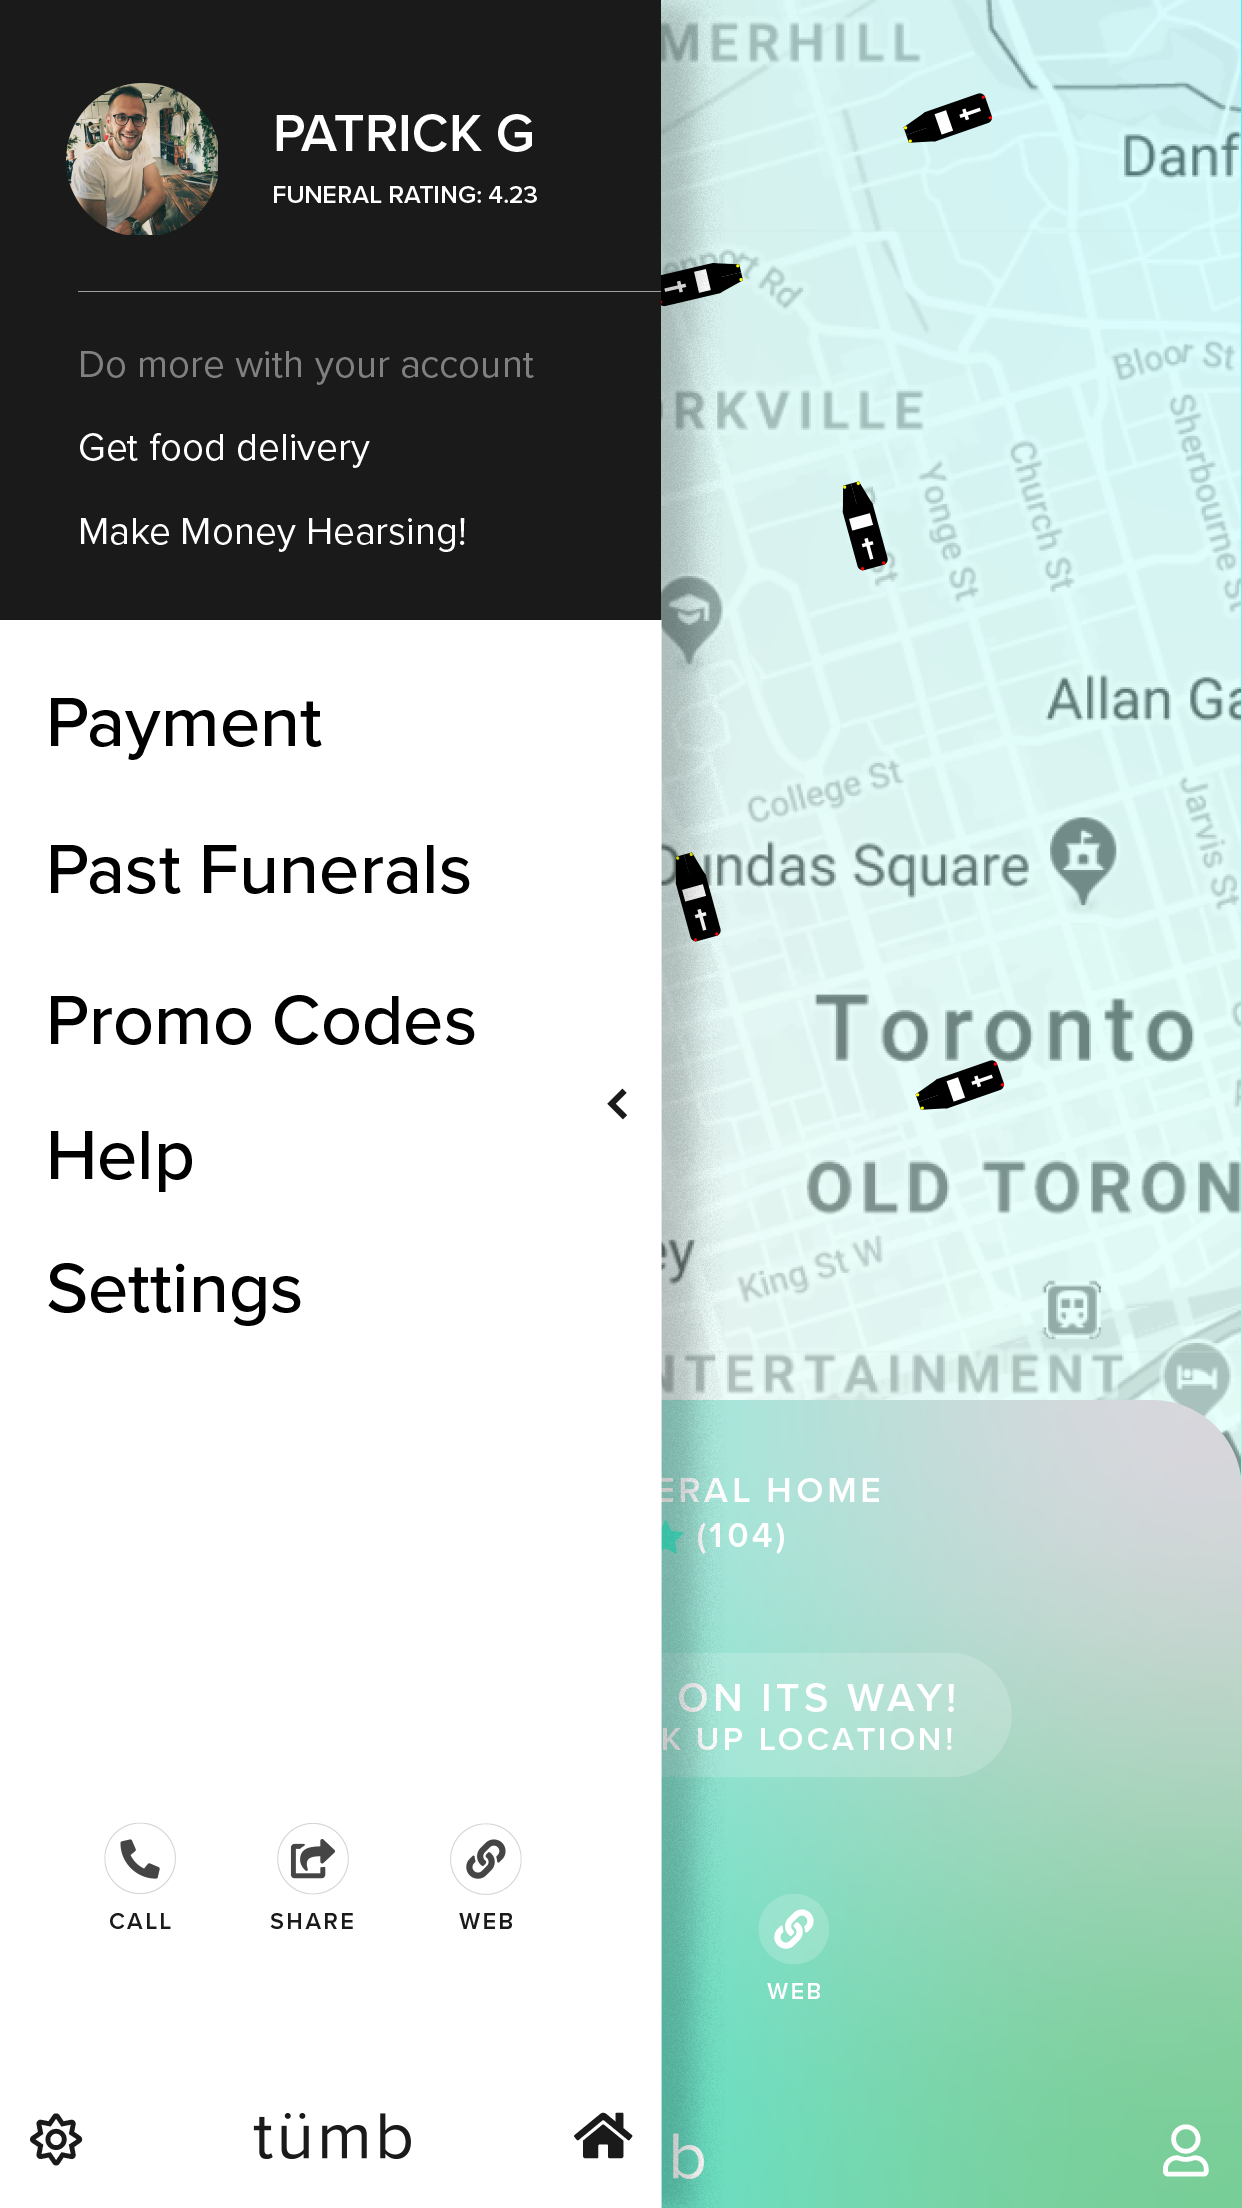 PATRICK G
FUNERAL RATING: 4.23
Do more with your account
Get food delivery
Make Money Hearsing!
Payment
Past Funerals
Promo Codes
Help
Settings
CALL
SHARE
WEB
tümb
MERHILL
Danf
Rd
Bloor St
RKVILLE
Sherbourne St
Church St
Yonge St
St
Allan Ga
College St
Jarvis St
Dundas Square
Toronto
OLD TORON
ey
King St W
NTERTAINMENT
ERAL HOME
(104)
ON ITS WAY!
K UP LOCATION!
WEB
b